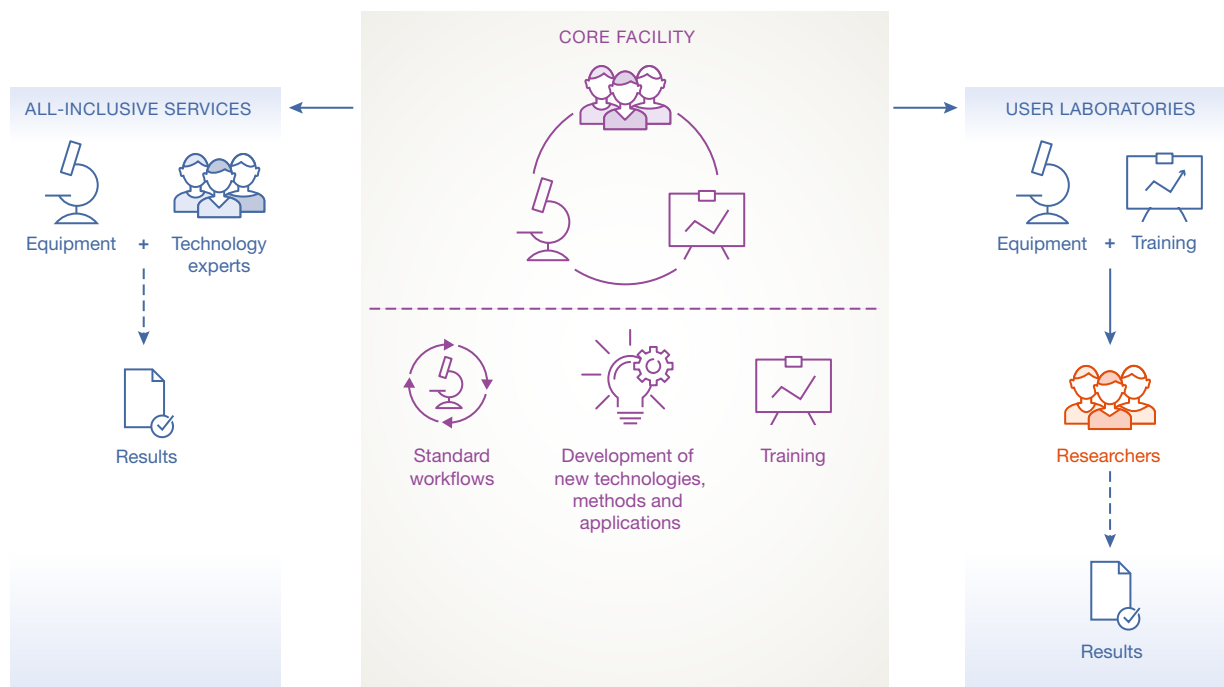 CORE FACILITY
ALL-INCLUSIVE SERVICES
Equipment + Technology
experts
Results
Standard
workflows
Development of
new technologies,
methods and
applications
Training
USER LABORATORIES
Equipment + Training
Researchers
Results